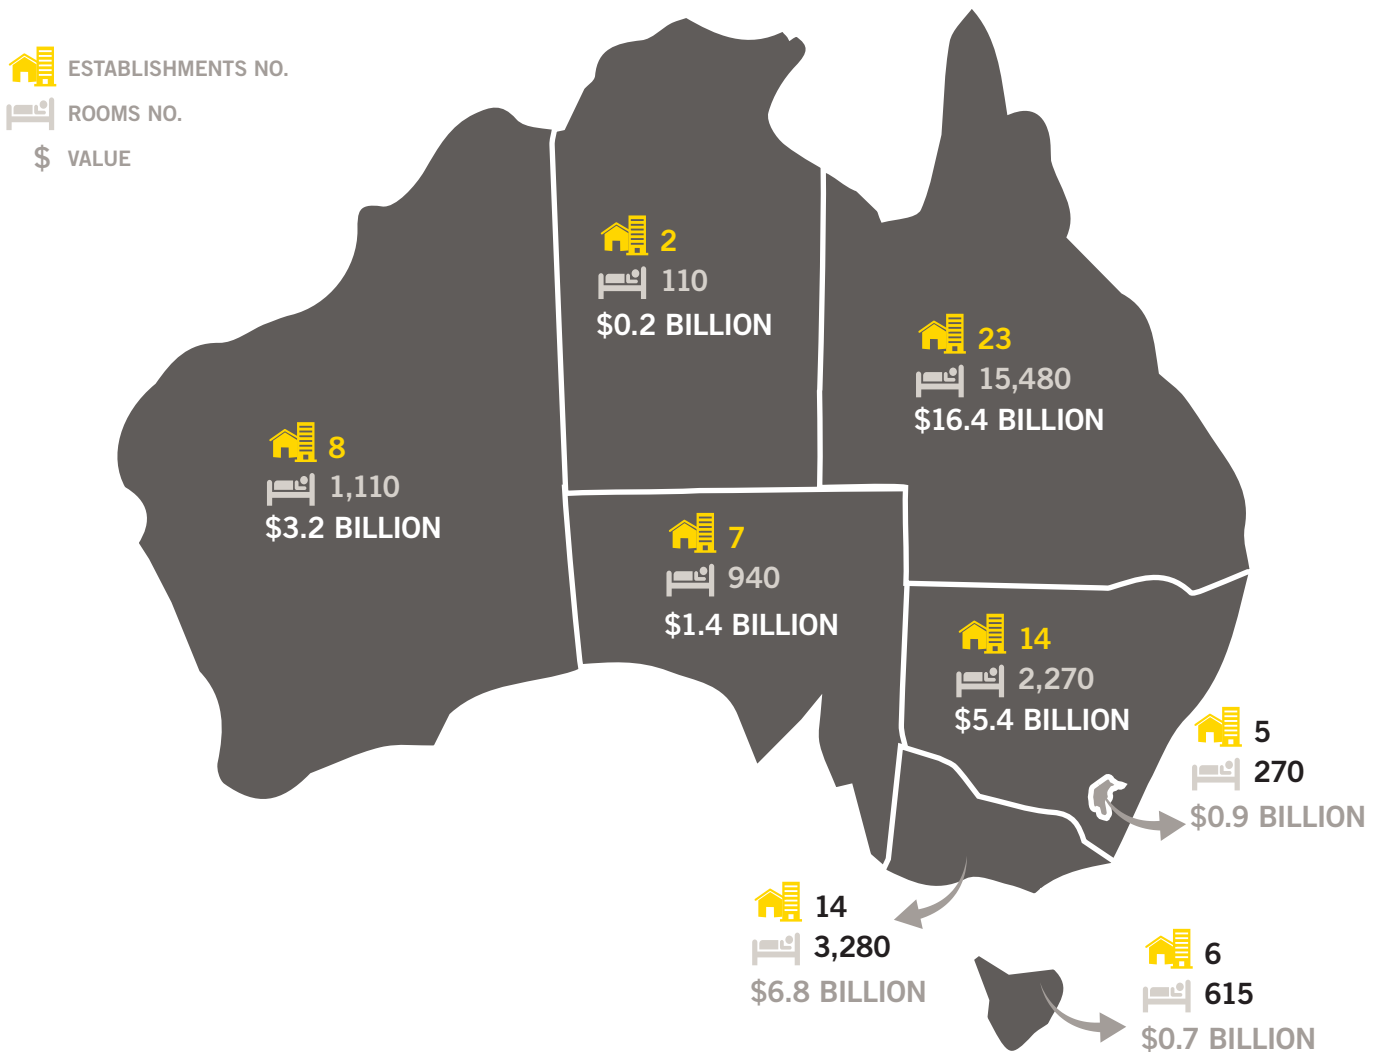 ESTABLISHMENTS NO.
ROOMS NO.
$ VALUE
2
110
$0.2 BILLION
23
15,480
$16.4 BILLION
8
1,110
$3.2 BILLION
7
940
$1.4 BILLION
14
2,270
$5.4 BILLION
5
270
$0.9 BILLION
14
3,280
$6.8 BILLION
6
615
$0.7 BILLION